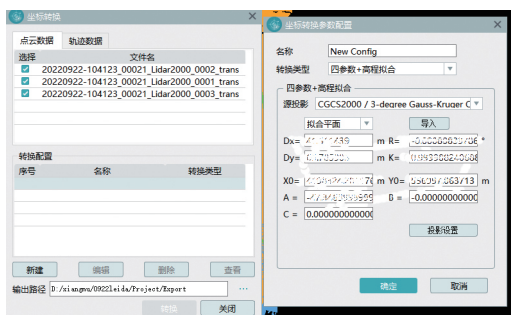 坐标转换
点云数据 轨迹数据
选择 文件名
20220922-104123_00021_Lidar2000_0002_trans
20220922-104123_00021_Lidar2000_0001_trans
20220922-104123_00021_Lidar2000_0003_trans
转换配置
序号 名称 转换类型
新建 编辑 删除 查看
输出路径 D:/xiangmu/0922leida/Project/Export ...
转换 关闭
坐标转换参数配置
名称 New Config
转换类型 四参数+高程拟合
四参数+高程拟合
源投影 CGCS2000 / 3-degree Gauss-Kruger C
拟合平面 导入
Dx= m R= °
Dy= m K=
X0= m Y0= m
A = B = -0.00000000000
C = 0.00000000000
投影设置
确定 取消